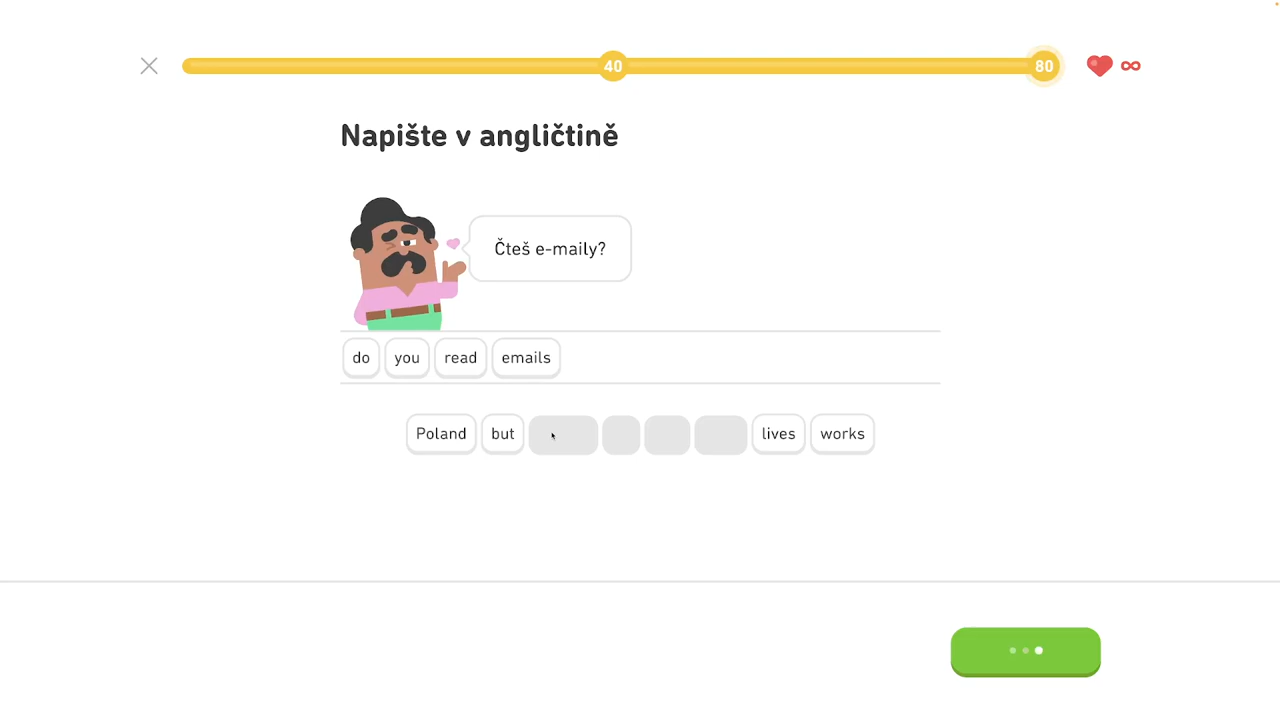 40 80 ∞
Napište v angličtině
Čteš e-maily?
do you read emails
Poland but lives works